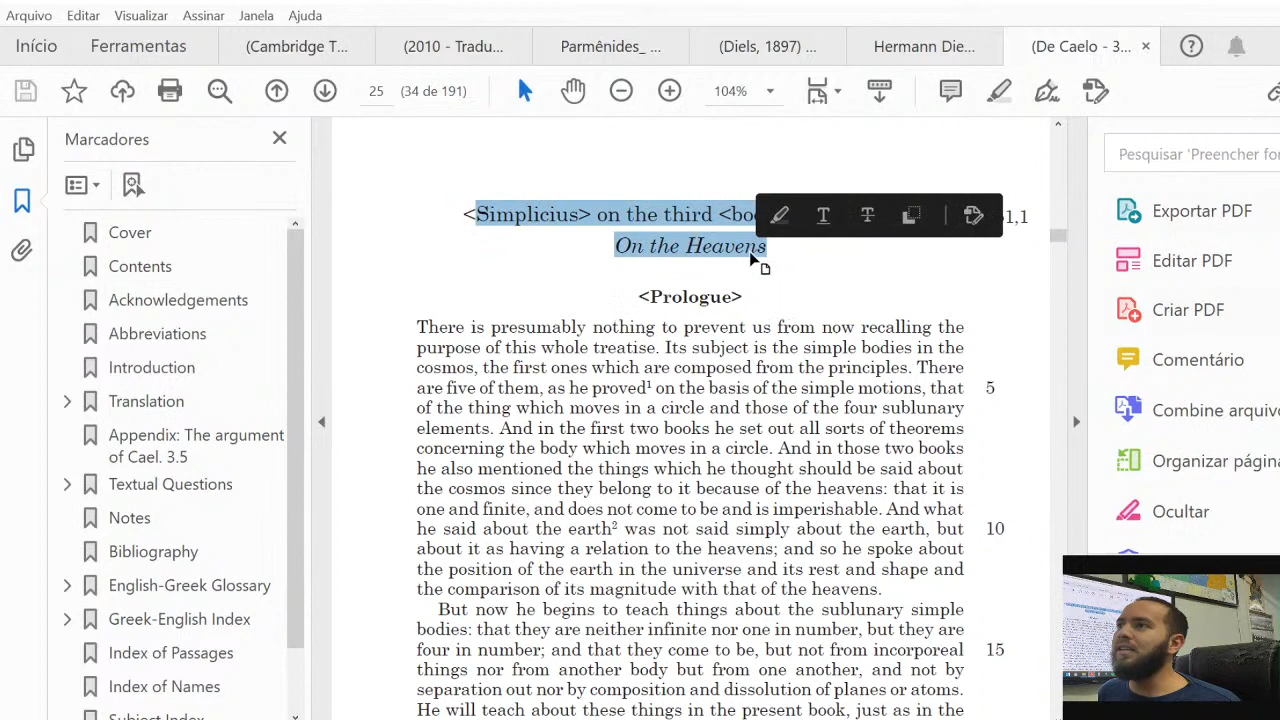 Arquivo Editar Visualizar Assinar Janela Ajuda
Início Ferramentas (Cambridge T... (2010 - Tradu... Parmênides_ ... (Diels, 1897) ... Hermann Die... (De Caelo - 3... ×
25 (34 de 191) 104%
Marcadores
Cover
Contents
Acknowledgements
Abbreviations
Introduction
Translation
Appendix: The argument
of Cael. 3.5
Textual Questions
Notes
Bibliography
English-Greek Glossary
Greek-English Index
Index of Passages
Index of Names
Subject Index
<Simplicius> on the third <boo 51,1
On the Heavens
<Prologue>
There is presumably nothing to prevent us from now recalling the
purpose of this whole treatise. Its subject is the simple bodies in the
cosmos, the first ones which are composed from the principles. There
are five of them, as he proved¹ on the basis of the simple motions, that 5
of the thing which moves in a circle and those of the four sublunary
elements. And in the first two books he set out all sorts of theorems
concerning the body which moves in a circle. And in those two books
he also mentioned the things which he thought should be said about
the cosmos since they belong to it because of the heavens: that it is
one and finite, and does not come to be and is imperishable. And what
he said about the earth² was not said simply about the earth, but 10
about it as having a relation to the heavens; and so he spoke about
the position of the earth in the universe and its rest and shape and
the comparison of its magnitude with that of the heavens.
But now he begins to teach things about the sublunary simple
bodies: that they are neither infinite nor one in number, but they are
four in number; and that they come to be, but not from incorporeal 15
things nor from another body but from one another, and not by
separation out nor by composition and dissolution of planes or atoms.
He will teach about these things in the present book, just as in the
Pesquisar 'Preencher for
Exportar PDF
Editar PDF
Criar PDF
Comentário
Combine arquivo
Organizar págin
Ocultar